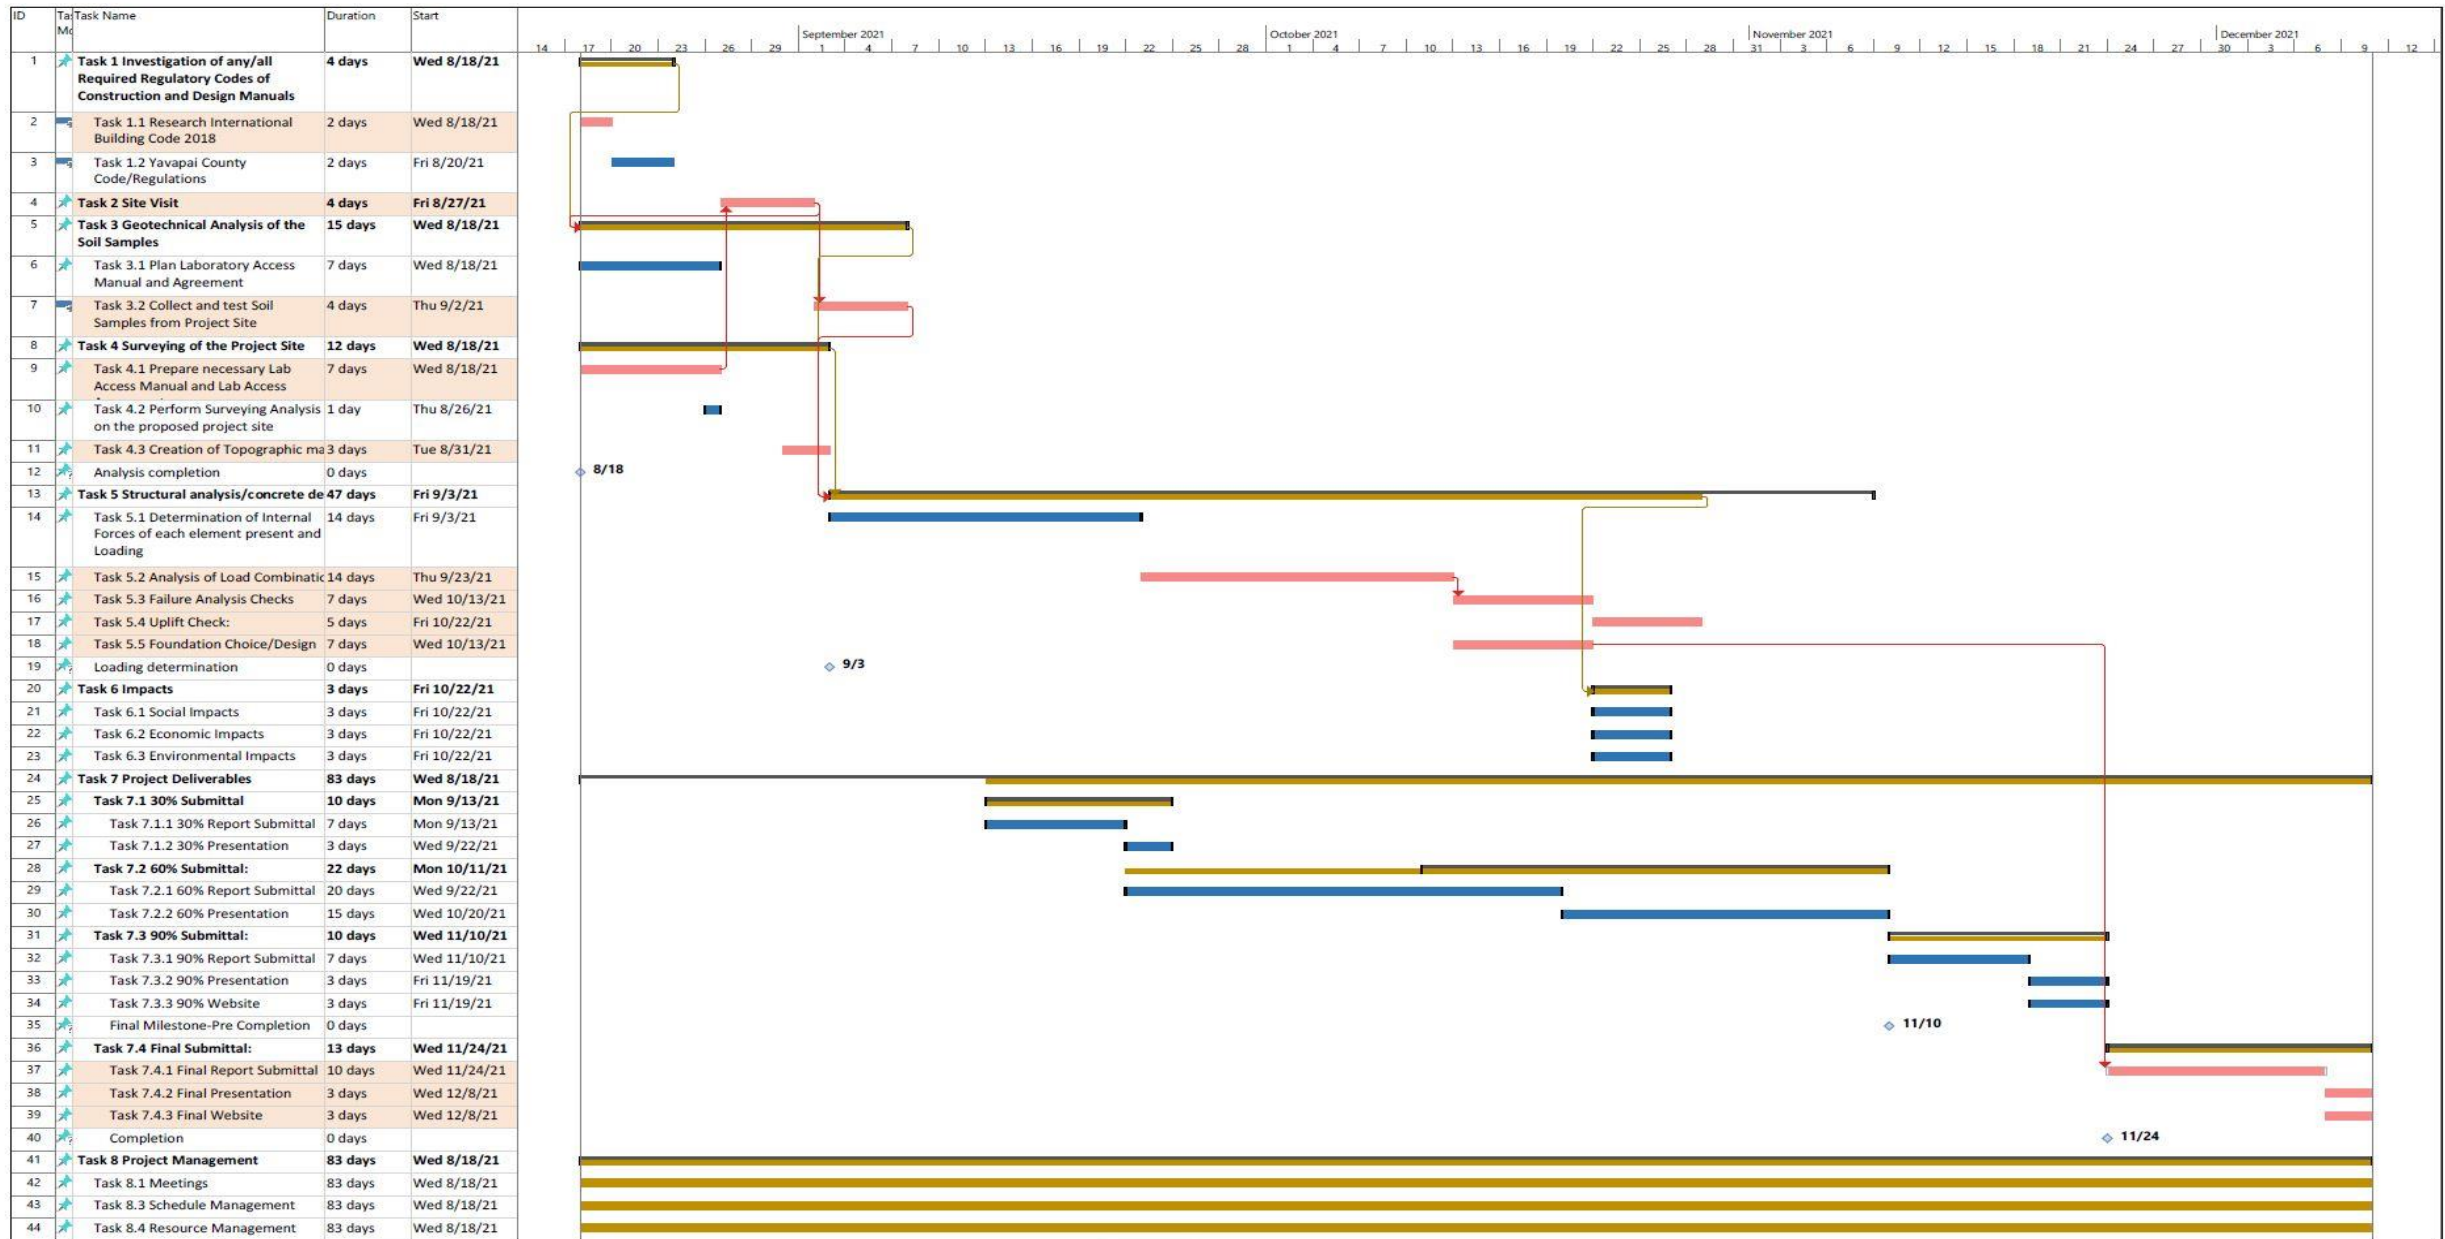 ID Ta: Task Name Duration Start
Mc
September 2021 October 2021 November 2021 December 2021
14 17 20 23 26 29 1 4 7 10 13 16 19 22 25 28 1 4 7 10 13 16 19 22 25 28 31 3 6 9 12 15 18 21 24 27 30 3 6 9 12
1 Task 1 Investigation of any/all 4 days Wed 8/18/21
Required Regulatory Codes of
Construction and Design Manuals
2 Task 1.1 Research International 2 days Wed 8/18/21
Building Code 2018
3 Task 1.2 Yavapai County 2 days Fri 8/20/21
Code/Regulations
4 Task 2 Site Visit 4 days Fri 8/27/21
5 Task 3 Geotechnical Analysis of the 15 days Wed 8/18/21
Soil Samples
6 Task 3.1 Plan Laboratory Access 7 days Wed 8/18/21
Manual and Agreement
7 Task 3.2 Collect and test Soil 4 days Thu 9/2/21
Samples from Project Site
8 Task 4 Surveying of the Project Site 12 days Wed 8/18/21
9 Task 4.1 Prepare necessary Lab 7 days Wed 8/18/21
Access Manual and Lab Access
10 Task 4.2 Perform Surveying Analysis 1 day Thu 8/26/21
on the proposed project site
11 Task 4.3 Creation of Topographic ma 3 days Tue 8/31/21
12 Analysis completion 0 days 8/18
13 Task 5 Structural analysis/concrete de 47 days Fri 9/3/21
14 Task 5.1 Determination of Internal 14 days Fri 9/3/21
Forces of each element present and
Loading
15 Task 5.2 Analysis of Load Combinatic 14 days Thu 9/23/21
16 Task 5.3 Failure Analysis Checks 7 days Wed 10/13/21
17 Task 5.4 Uplift Check: 5 days Fri 10/22/21
18 Task 5.5 Foundation Choice/Design 7 days Wed 10/13/21
19 Loading determination 0 days 9/3
20 Task 6 Impacts 3 days Fri 10/22/21
21 Task 6.1 Social Impacts 3 days Fri 10/22/21
22 Task 6.2 Economic Impacts 3 days Fri 10/22/21
23 Task 6.3 Environmental Impacts 3 days Fri 10/22/21
24 Task 7 Project Deliverables 83 days Wed 8/18/21
25 Task 7.1 30% Submittal 10 days Mon 9/13/21
26 Task 7.1.1 30% Report Submittal 7 days Mon 9/13/21
27 Task 7.1.2 30% Presentation 3 days Wed 9/22/21
28 Task 7.2 60% Submittal: 22 days Mon 10/11/21
29 Task 7.2.1 60% Report Submittal 20 days Wed 9/22/21
30 Task 7.2.2 60% Presentation 15 days Wed 10/20/21
31 Task 7.3 90% Submittal: 10 days Wed 11/10/21
32 Task 7.3.1 90% Report Submittal 7 days Wed 11/10/21
33 Task 7.3.2 90% Presentation 3 days Fri 11/19/21
34 Task 7.3.3 90% Website 3 days Fri 11/19/21
35 Final Milestone-Pre Completion 0 days 11/10
36 Task 7.4 Final Submittal: 13 days Wed 11/24/21
37 Task 7.4.1 Final Report Submittal 10 days Wed 11/24/21
38 Task 7.4.2 Final Presentation 3 days Wed 12/8/21
39 Task 7.4.3 Final Website 3 days Wed 12/8/21
40 Completion 0 days 11/24
41 Task 8 Project Management 83 days Wed 8/18/21
42 Task 8.1 Meetings 83 days Wed 8/18/21
43 Task 8.3 Schedule Management 83 days Wed 8/18/21
44 Task 8.4 Resource Management 83 days Wed 8/18/21